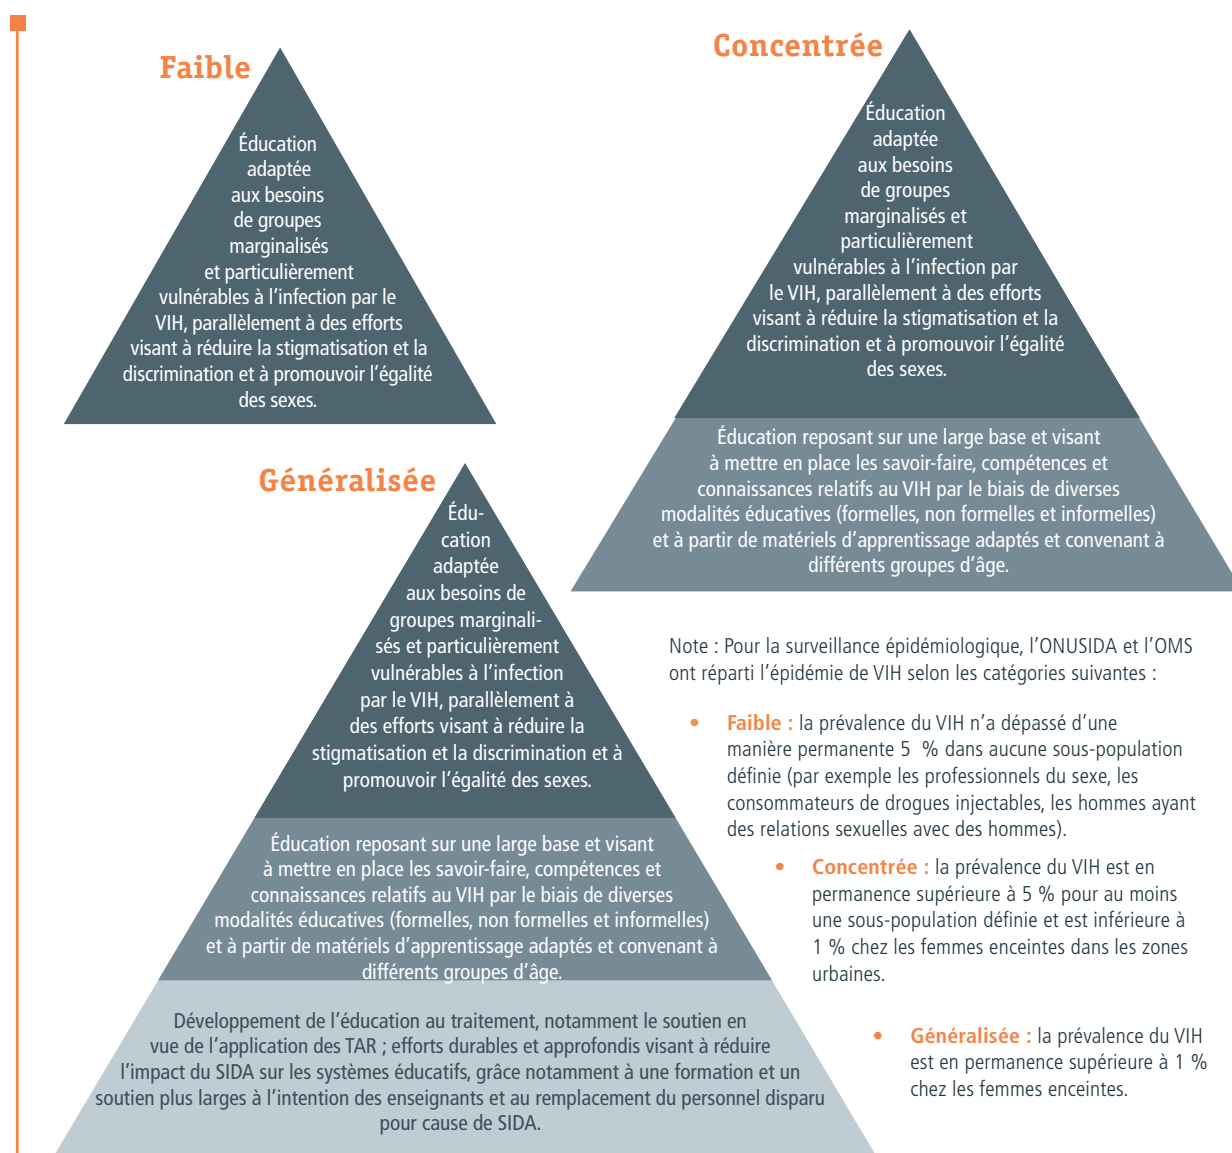 Faible
Éducation
adaptée
aux besoins
de groupes
marginalisés
et particulièrement
vulnérables à l’infection par le
VIH, parallèlement à des efforts
visant à réduire la stigmatisation et la
discrimination et à promouvoir l’égalité
des sexes.
Concentrée
Éducation
adaptée
aux besoins
de groupes
marginalisés et
particulièrement
vulnérables à l’infection par
le VIH, parallèlement à des efforts
visant à réduire la stigmatisation et la
discrimination et à promouvoir l’égalité
des sexes.
Éducation reposant sur une large base et visant
à mettre en place les savoir-faire, compétences et
connaissances relatifs au VIH par le biais de diverses
modalités éducatives (formelles, non formelles et informelles)
et à partir de matériels d’apprentissage adaptés et convenant à
différents groupes d’âge.
Généralisée
Édu-
cation
adaptée
aux besoins de
groupes marginali-
sés et particulièrement
vulnérables à l’infection
par le VIH, parallèlement à
des efforts visant à réduire la
stigmatisation et la discrimination et à
promouvoir l’égalité des sexes.
Éducation reposant sur une large base et visant
à mettre en place les savoir-faire, compétences et
connaissances relatifs au VIH par le biais de diverses
modalités éducatives (formelles, non formelles et informelles)
et à partir de matériels d’apprentissage adaptés et convenant à
différents groupes d’âge.
Développement de l’éducation au traitement, notamment le soutien en
vue de l’application des TAR ; efforts durables et approfondis visant à réduire
l’impact du SIDA sur les systèmes éducatifs, grâce notamment à une formation et un
soutien plus larges à l’intention des enseignants et au remplacement du personnel disparu
pour cause de SIDA.
Note : Pour la surveillance épidémiologique, l’ONUSIDA et l’OMS
ont réparti l’épidémie de VIH selon les catégories suivantes :
• Faible : la prévalence du VIH n’a dépassé d’une
manière permanente 5 % dans aucune sous-population
définie (par exemple les professionnels du sexe, les
consommateurs de drogues injectables, les hommes ayant
des relations sexuelles avec des hommes).
• Concentrée : la prévalence du VIH est en
permanence supérieure à 5 % pour au moins
une sous-population définie et est inférieure à
1 % chez les femmes enceintes dans les zones
urbaines.
• Généralisée : la prévalence du VIH
est en permanence supérieure à 1 %
chez les femmes enceintes.